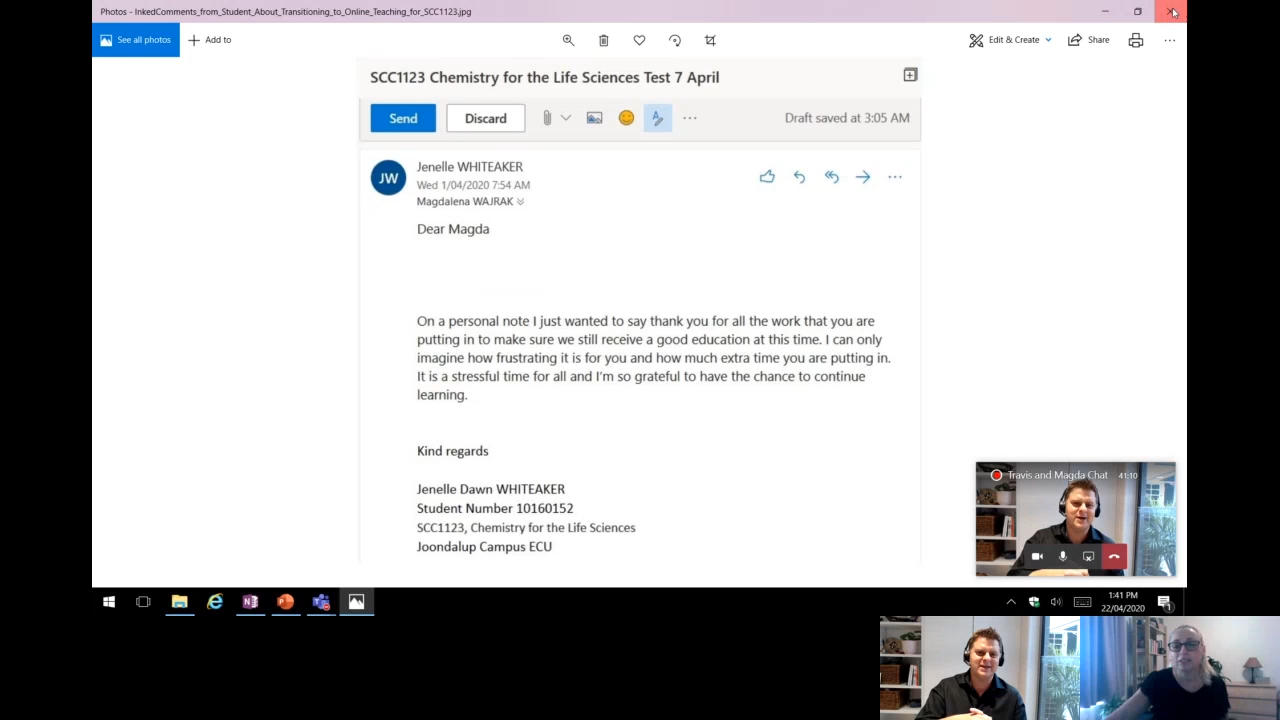 Photos - InkedComments_from_Student_About_Transitioning_to_Online_Teaching_for_SCC1123.jpg
See all photos
Add to
Edit & Create
Share
SCC1123 Chemistry for the Life Sciences Test 7 April
Send
Discard
Draft saved at 3:05 AM
JW
Jenelle WHITEAKER
Wed 1/04/2020 7:54 AM
Magdalena WAJRAK
Dear Magda
On a personal note I just wanted to say thank you for all the work that you are
putting in to make sure we still receive a good education at this time. I can only
imagine how frustrating it is for you and how much extra time you are putting in.
It is a stressful time for all and I'm so grateful to have the chance to continue
learning.
Kind regards
Jenelle Dawn WHITEAKER
Student Number 10160152
SCC1123, Chemistry for the Life Sciences
Joondalup Campus ECU
Travis and Magda Chat 41:10
1:41 PM
22/04/2020